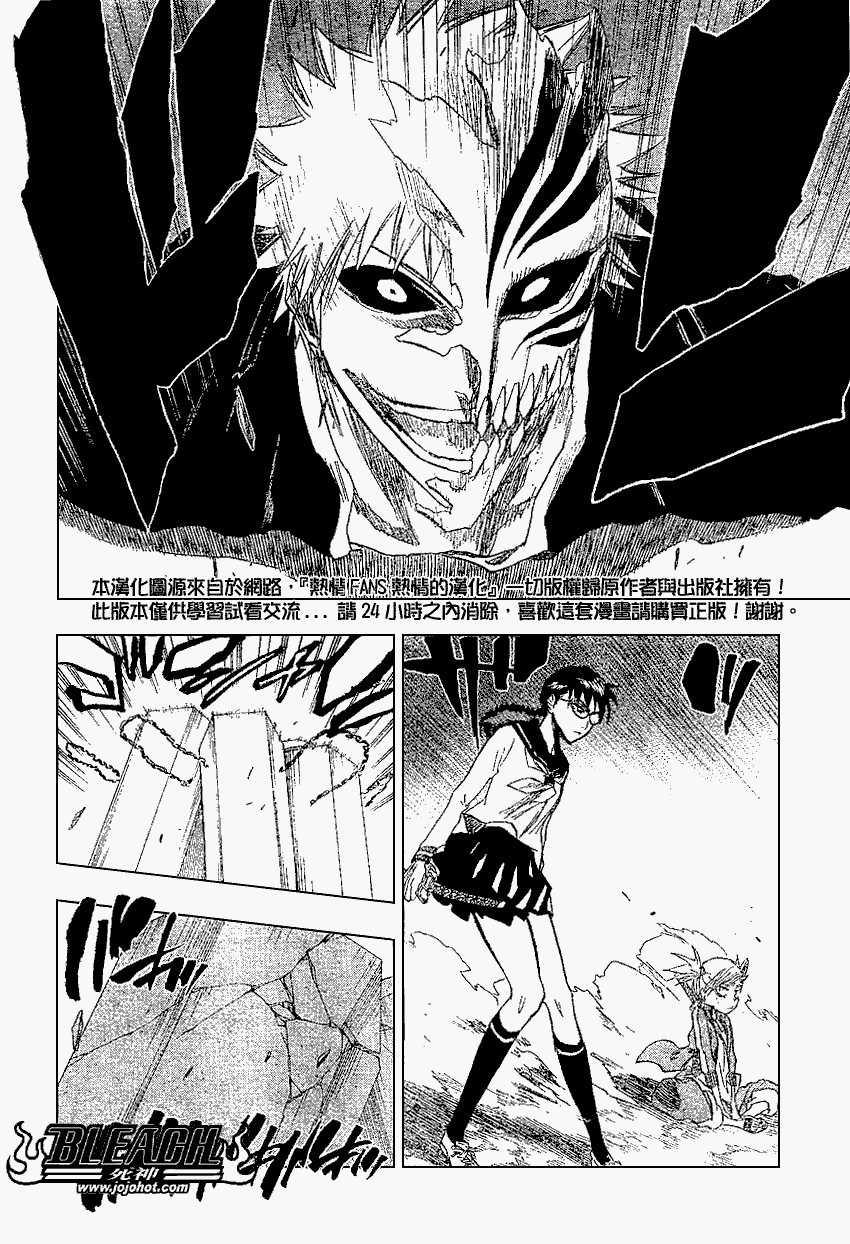 本漢化圖源來自於網路，『熱情FANS熱情的漢化』一切版權歸原作者與出版社擁有！
此版本僅供學習試看交流...請24小時之內消除，喜歡這套漫畫請購買正版！謝謝。
BLEACH
死神
www.jojohot.com